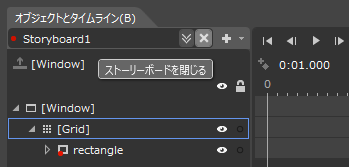 オブジェクトとタイムライン(B)
Storyboard1
0:01.000
[Window]
ストーリーボードを閉じる
0
[Window]
[Grid]
rectangle